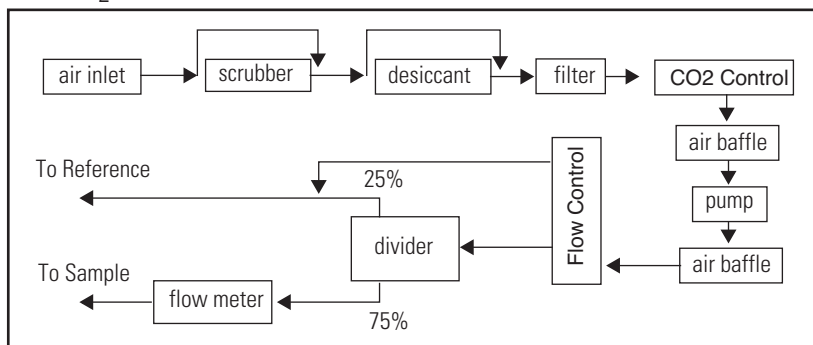 2
air inlet
scrubber
desiccant
filter
CO2 Control
air baffle
pump
air baffle
Flow Control
To Reference
25%
divider
To Sample
flow meter
75%